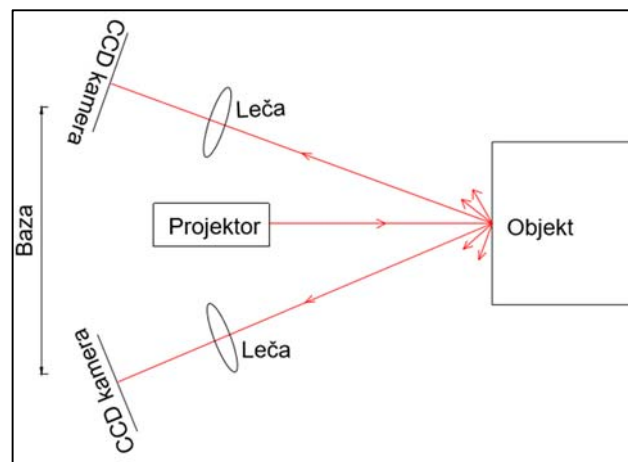 CCD kamera
Leča
Baza
Projektor
Objekt
Leča
CCD kamera